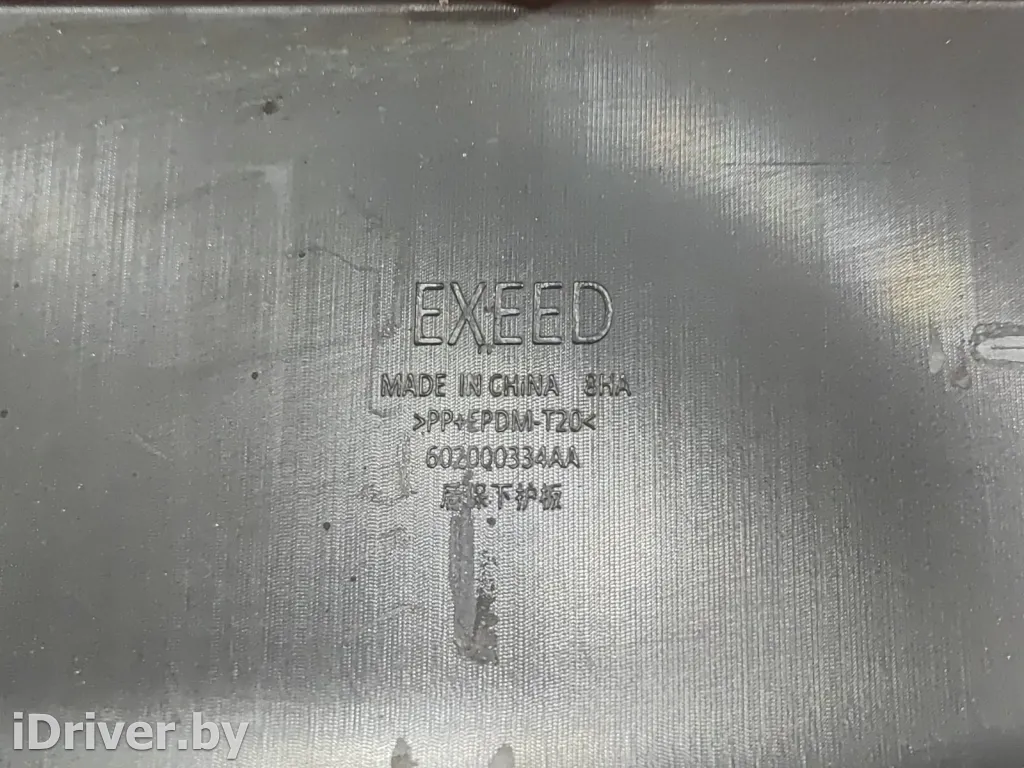 EXEED
MADE IN CHINA 8HA
>PP+EPDM-T20<
602000334AA
后保下护板
iDriver.by